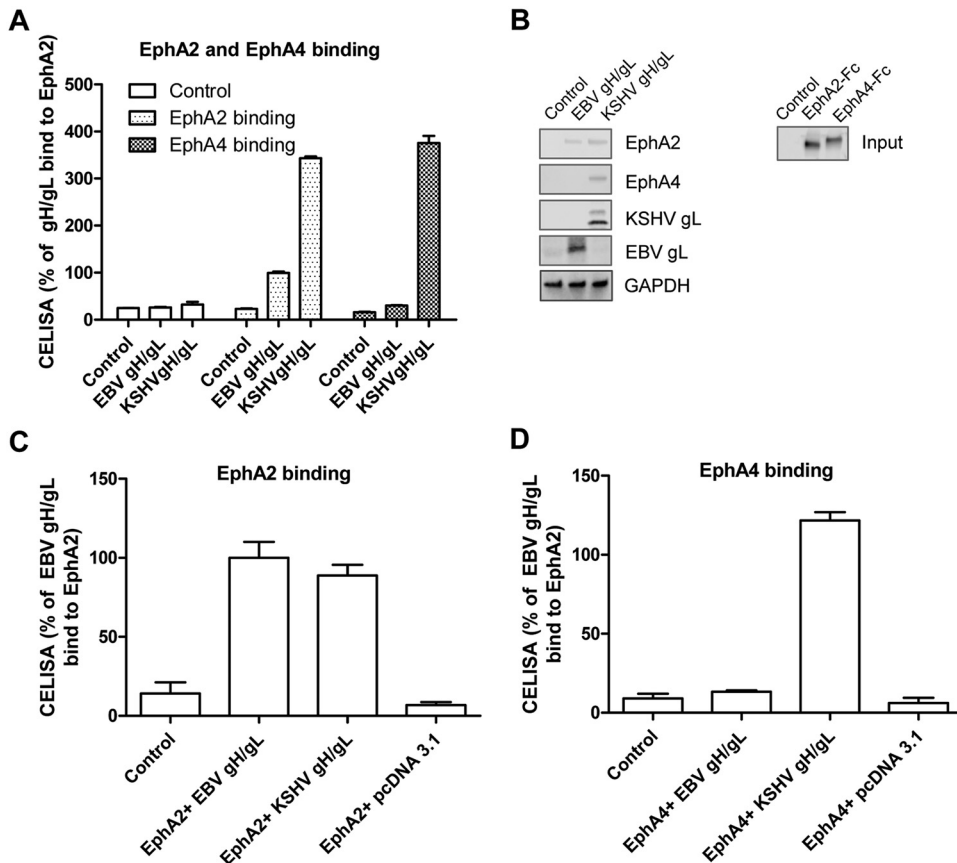 A
EphA2 and EphA4 binding
CELISA (% of gH/gL bind to EphA2)
500
400
300
200
100
0
Control
EphA2 binding
EphA4 binding
Control
EBV gH/gL
KSHVgH/gL
Control
EBV gH/gL
KSHVgH/gL
Control
EBV gH/gL
KSHVgH/gL
B
Control
EBV gH/gL
KSHV gH/gL
EphA2
EphA4
KSHV gL
EBV gL
GAPDH
Control
EphA2-Fc
EphA4-Fc
Input
C
EphA2 binding
CELISA (% of EBV gH/gL
bind to EphA2)
150
100
50
0
Control
EphA2+ EBV gH/gL
EphA2+ KSHV gH/gL
EphA2+ pcDNA 3.1
D
EphA4 binding
CELISA (% of EBV gH/gL
bind to EphA2)
150
100
50
0
Control
EphA4+ EBV gH/gL
EphA4+ KSHV gH/gL
EphA4+ pcDNA 3.1